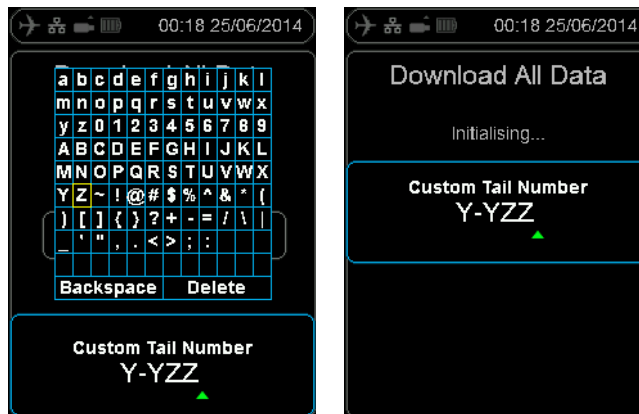 00:18 25/06/2014
a b c d e f g h i j k l
m n o p q r s t u v w x
y z 0 1 2 3 4 5 6 7 8 9
A B C D E F G H I J K L
M N O P Q R S T U V W X
Y Z ~ ! @ # $ % ^ & * (
) [ ] { } ? + - = / \ |
_ ' " , . < > ; :
Backspace Delete
Custom Tail Number
Y-YZZ
00:18 25/06/2014
Download All Data
Initialising...
Custom Tail Number
Y-YZZ